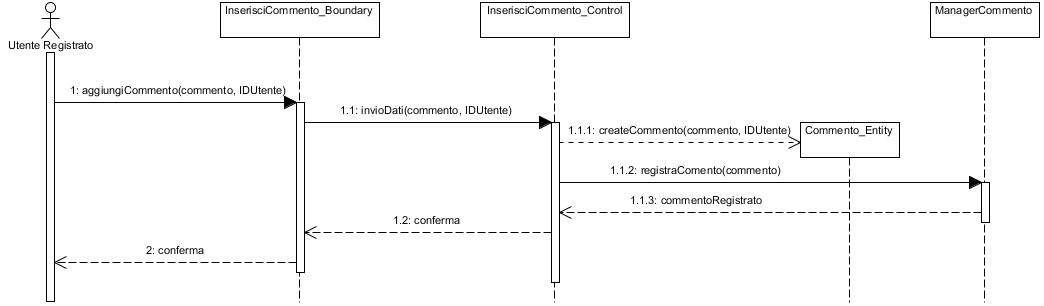 InserisciCommento_Boundary
InserisciCommento_Control
ManagerCommento
Utente Registrato
1: aggiungiCommento(commento, IDUtente)
1.1: invioDati(commento, IDUtente)
1.1.1: createCommento(commento, IDUtente)
Commento_Entity
1.1.2: registraComento(commento)
1.1.3: commentoRegistrato
1.2: conferma
2: conferma